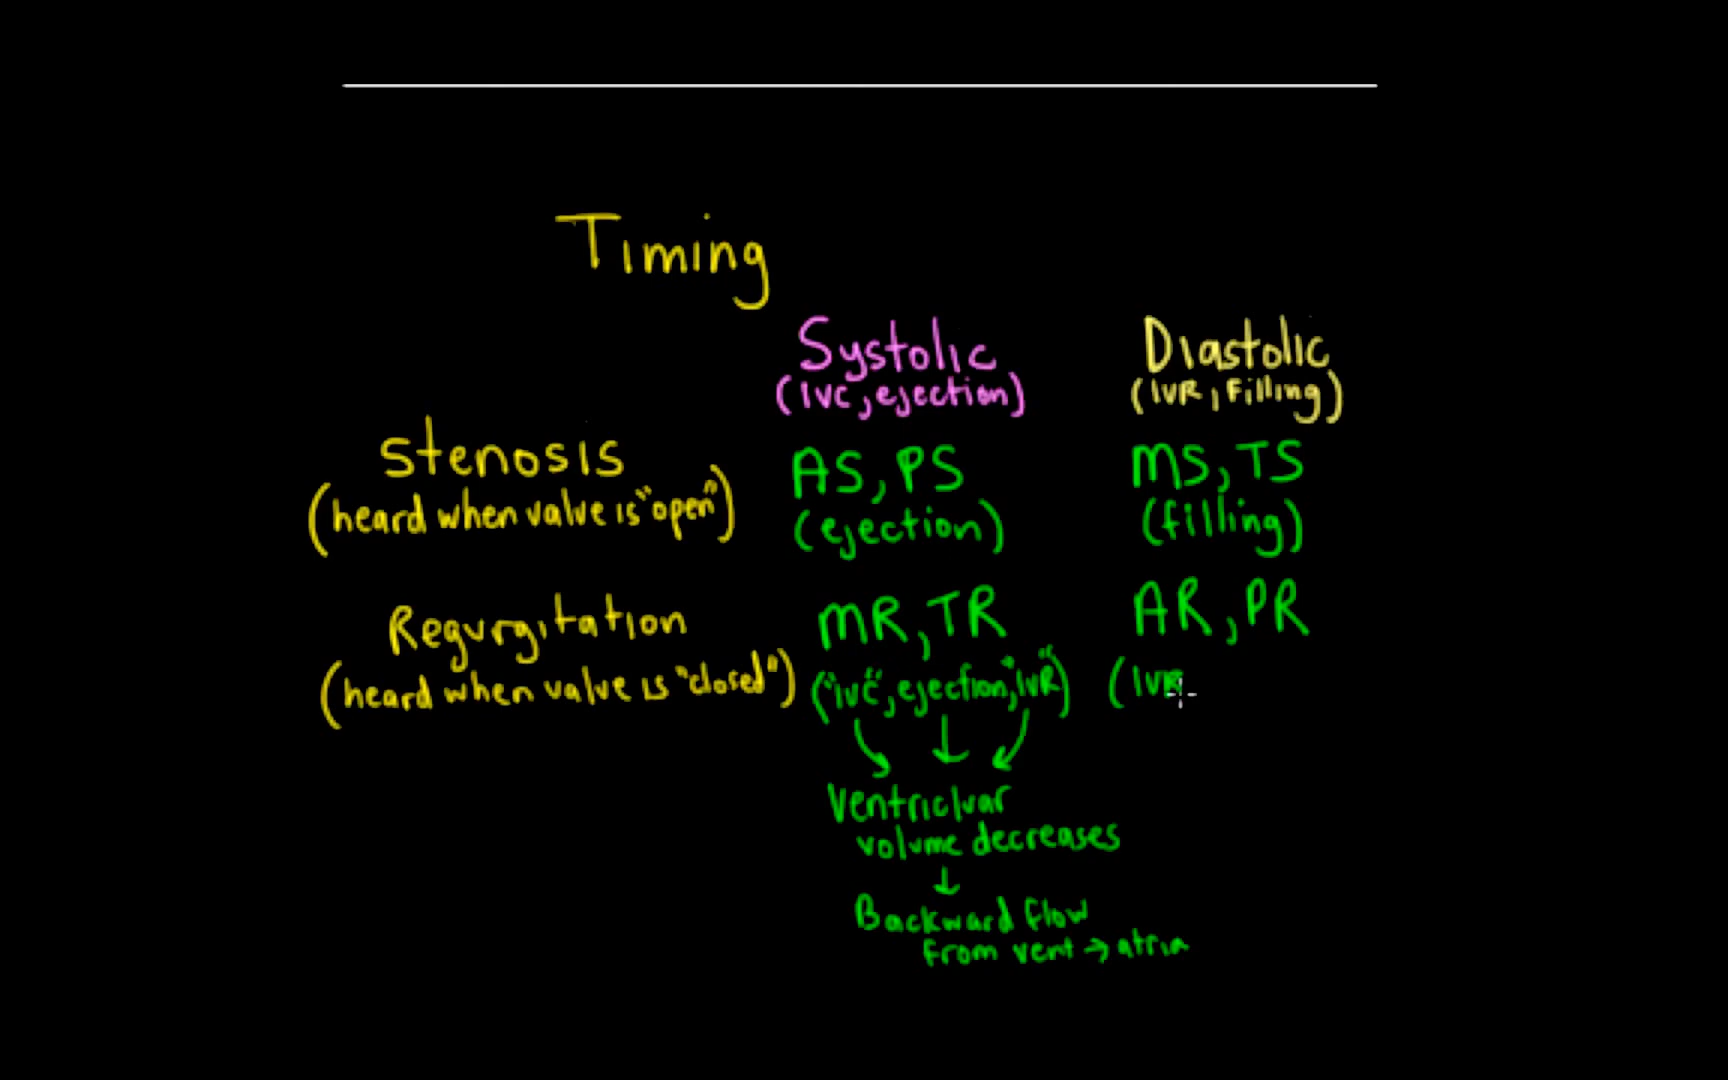 Timing
Systolic
(IVC, ejection)
Diastolic
(IVR, Filling)
Stenosis
(heard when valve is "open")
AS, PS
(ejection)
MS, TS
(filling)
Regurgitation
(heard when valve is "closed")
MR, TR
("IVC", ejection, "IVR")
AR, PR
(IVR
Ventricluar
volume decreases
↓
Backward flow
from vent → atria